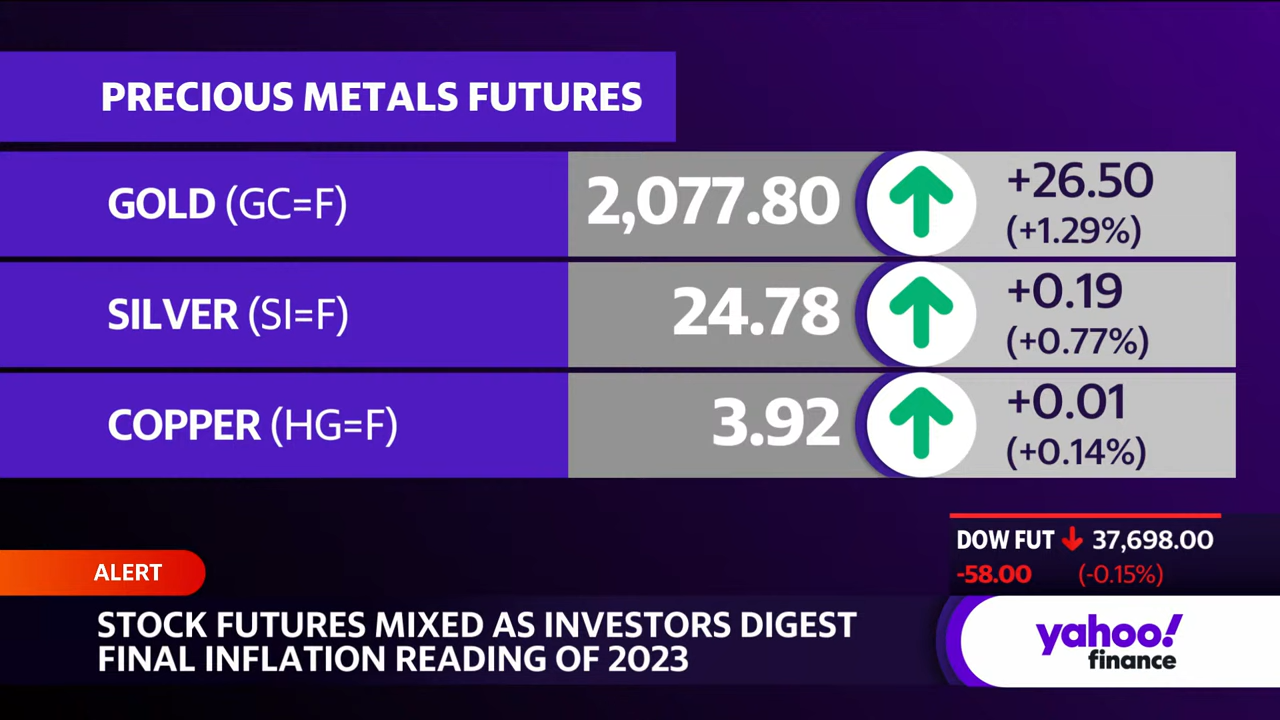 PRECIOUS METALS FUTURES
GOLD (GC=F) 2,077.80 +26.50
(+1.29%)
SILVER (SI=F) 24.78 +0.19
(+0.77%)
COPPER (HG=F) 3.92 +0.01
(+0.14%)
DOW FUT 37,698.00
-58.00 (-0.15%)
ALERT
STOCK FUTURES MIXED AS INVESTORS DIGEST
FINAL INFLATION READING OF 2023
yahoo!
finance